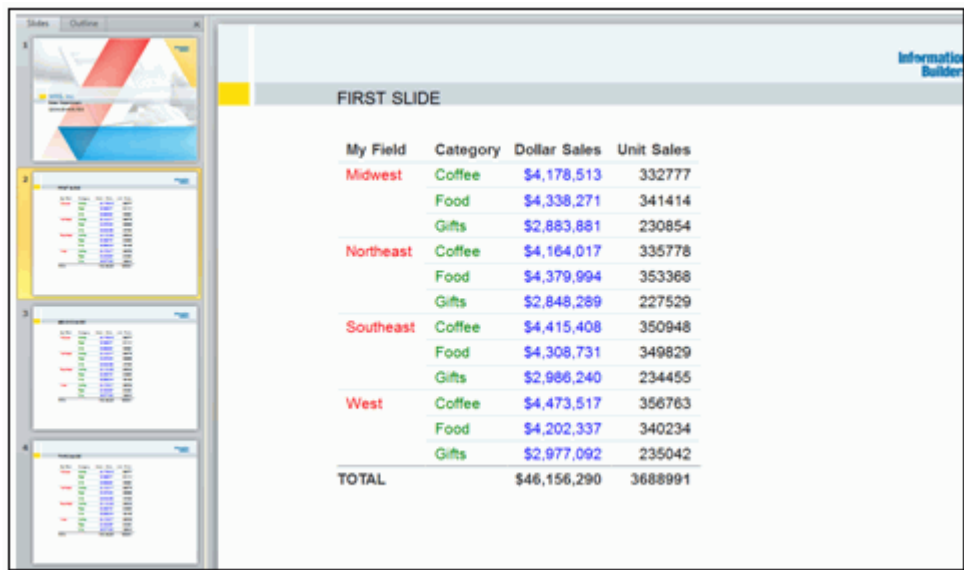 Slides Outline
1
2
3
4
Information
Builders
FIRST SLIDE
My Field Category Dollar Sales Unit Sales
Midwest Coffee $4,178,513 332777
Food $4,338,271 341414
Gifts $2,883,881 230854
Northeast Coffee $4,164,017 335778
Food $4,379,994 353368
Gifts $2,848,289 227529
Southeast Coffee $4,415,408 350948
Food $4,308,731 349829
Gifts $2,986,240 234455
West Coffee $4,473,517 356763
Food $4,202,337 340234
Gifts $2,977,092 235042
TOTAL $46,156,290 3688991